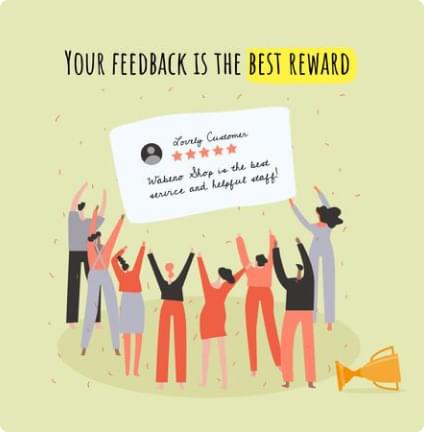 YOUR FEEDBACK IS THE BEST REWARD
Lovely Customer
Wabeno Shop is the best
service and helpful staff!